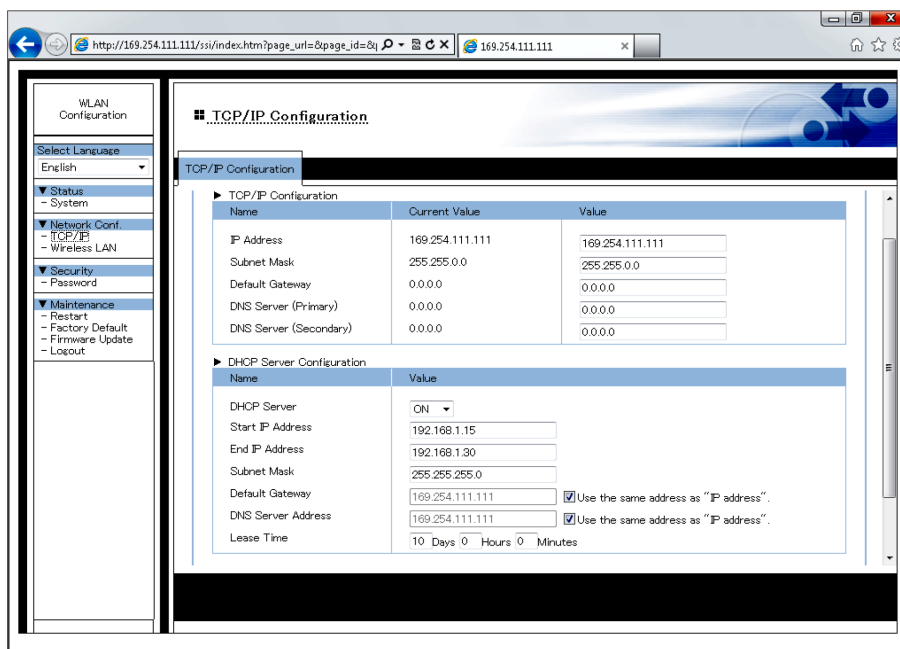 http://169.254.111.111/ssi/index.htm?page_url=&page_id=&
169.254.111.111
WLAN
Configuration
Select Language
English
▼ Status
- System
▼ Network Conf.
- TCP/IP
- Wireless LAN
▼ Security
- Password
▼ Maintenance
- Restart
- Factory Default
- Firmware Update
- Logout
TCP/IP Configuration
TCP/IP Configuration
► TCP/IP Configuration
Name Current Value Value
IP Address 169.254.111.111 169.254.111.111
Subnet Mask 255.255.0.0 255.255.0.0
Default Gateway 0.0.0.0 0.0.0.0
DNS Server (Primary) 0.0.0.0 0.0.0.0
DNS Server (Secondary) 0.0.0.0 0.0.0.0
► DHCP Server Configuration
Name Value
DHCP Server ON
Start IP Address 192.168.1.15
End IP Address 192.168.1.30
Subnet Mask 255.255.255.0
Default Gateway 169.254.111.111 Use the same address as "IP address".
DNS Server Address 169.254.111.111 Use the same address as "IP address".
Lease Time 10 Days 0 Hours 0 Minutes